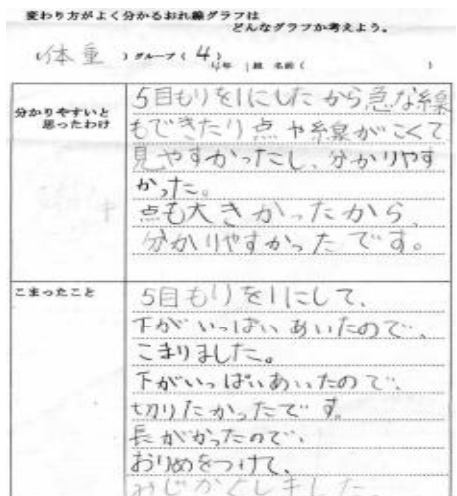 変わり方がよく分かるおれ線グラフは
どんなグラフか考えよう。
(体重)グループ(4)
4年 1組 名前( )
分かりやすいと
思ったわけ
5目もりを1にしたから急な線
もできたり点や線がこくて
見やすかったし、分かりやす
かった。
点も大きかったから、
分かりやすかったです。
こまったこと
5目もりを1にして、
下がいっぱいあいたので、
こまりました。
下がいっぱいあいたので、
切りたかったです。
長がかったので、
おりめをつけて、
みじかくしました